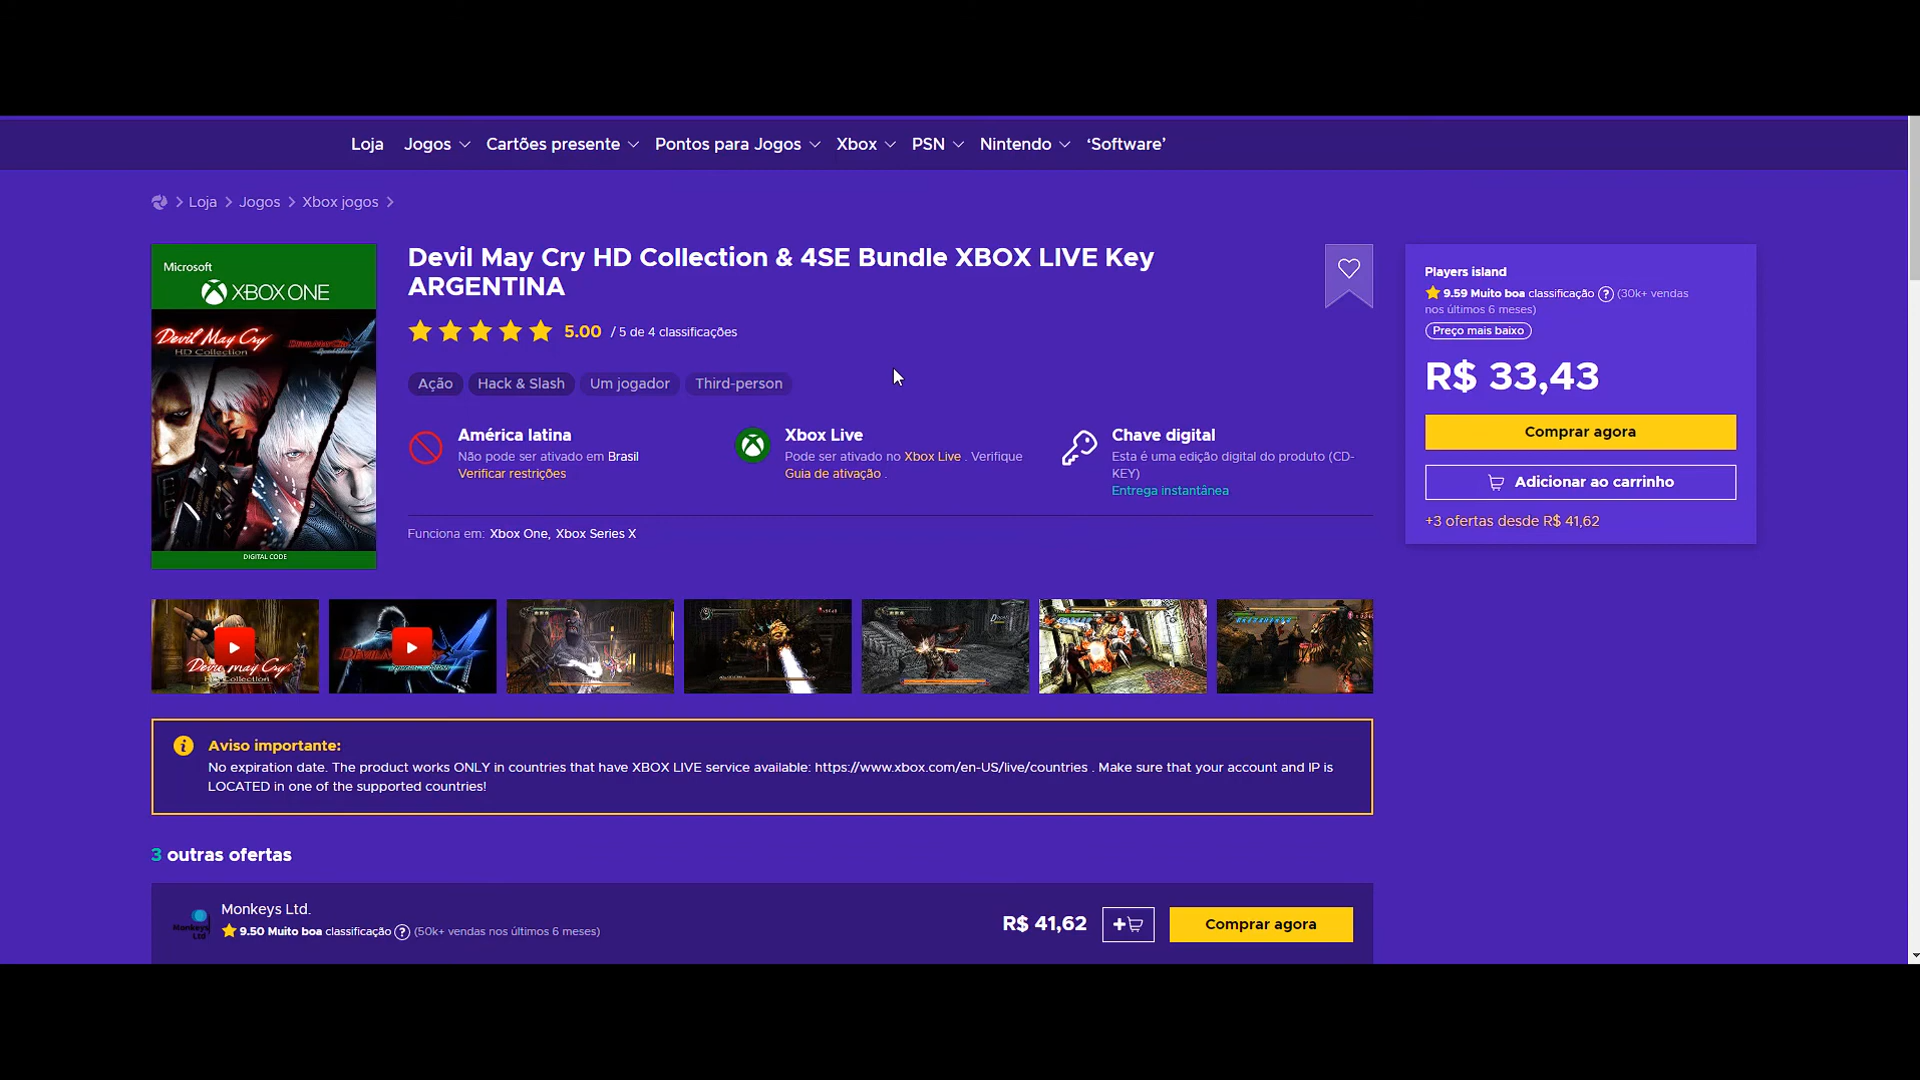 Loja Jogos Cartões presente Pontos para Jogos Xbox PSN Nintendo ‘Software’
Loja Jogos Xbox jogos
Microsoft
XBOX ONE
Devil May Cry
HD Collection
DIGITAL CODE
Devil May Cry HD Collection & 4SE Bundle XBOX LIVE Key
ARGENTINA
5.00 / 5 de 4 classificações
Ação Hack & Slash Um jogador Third-person
América latina
Não pode ser ativado em Brasil
Verificar restrições
Xbox Live
Pode ser ativado no Xbox Live . Verifique
Guia de ativação .
Chave digital
Esta é uma edição digital do produto (CD-
KEY)
Entrega instantânea
Funciona em: Xbox One, Xbox Series X
Players island
9.59 Muito boa classificação ? (30k+ vendas
nos últimos 6 meses)
Preço mais baixo
R$ 33,43
Comprar agora
Adicionar ao carrinho
+3 ofertas desde R$ 41,62
Devil May Cry
HD Collection
Aviso importante:
No expiration date. The product works ONLY in countries that have XBOX LIVE service available: https://www.xbox.com/en-US/live/countries . Make sure that your account and IP is
LOCATED in one of the supported countries!
3 outras ofertas
Monkeys Ltd
Monkeys Ltd.
9.50 Muito boa classificação ? (50k+ vendas nos últimos 6 meses)
R$ 41,62
Comprar agora